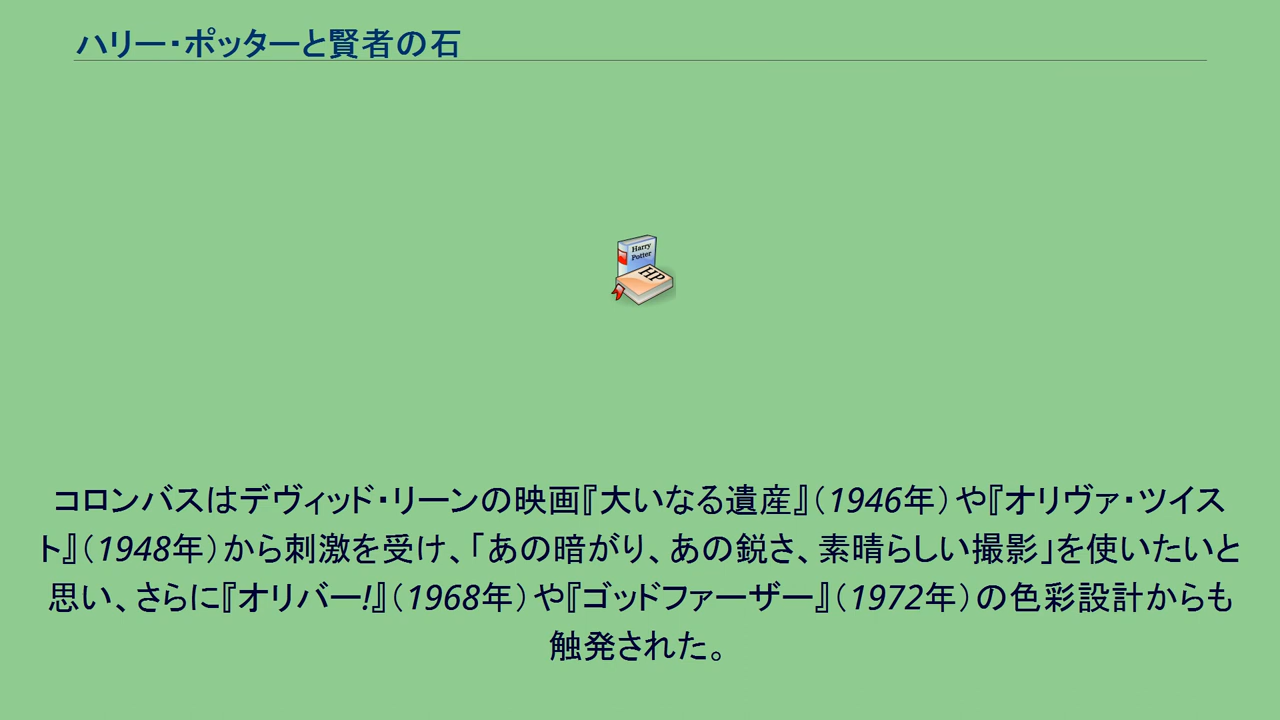 ハリー・ポッターと賢者の石
Harry
Potter
HP
コロンバスはデヴィッド・リーンの映画『大いなる遺産』（1946年）や『オリヴァ・ツイス
ト』（1948年）から刺激を受け、「あの暗がり、あの鋭さ、素晴らしい撮影」を使いたいと
思い、さらに『オリバー!』（1968年）や『ゴッドファーザー』（1972年）の色彩設計からも
触発された。